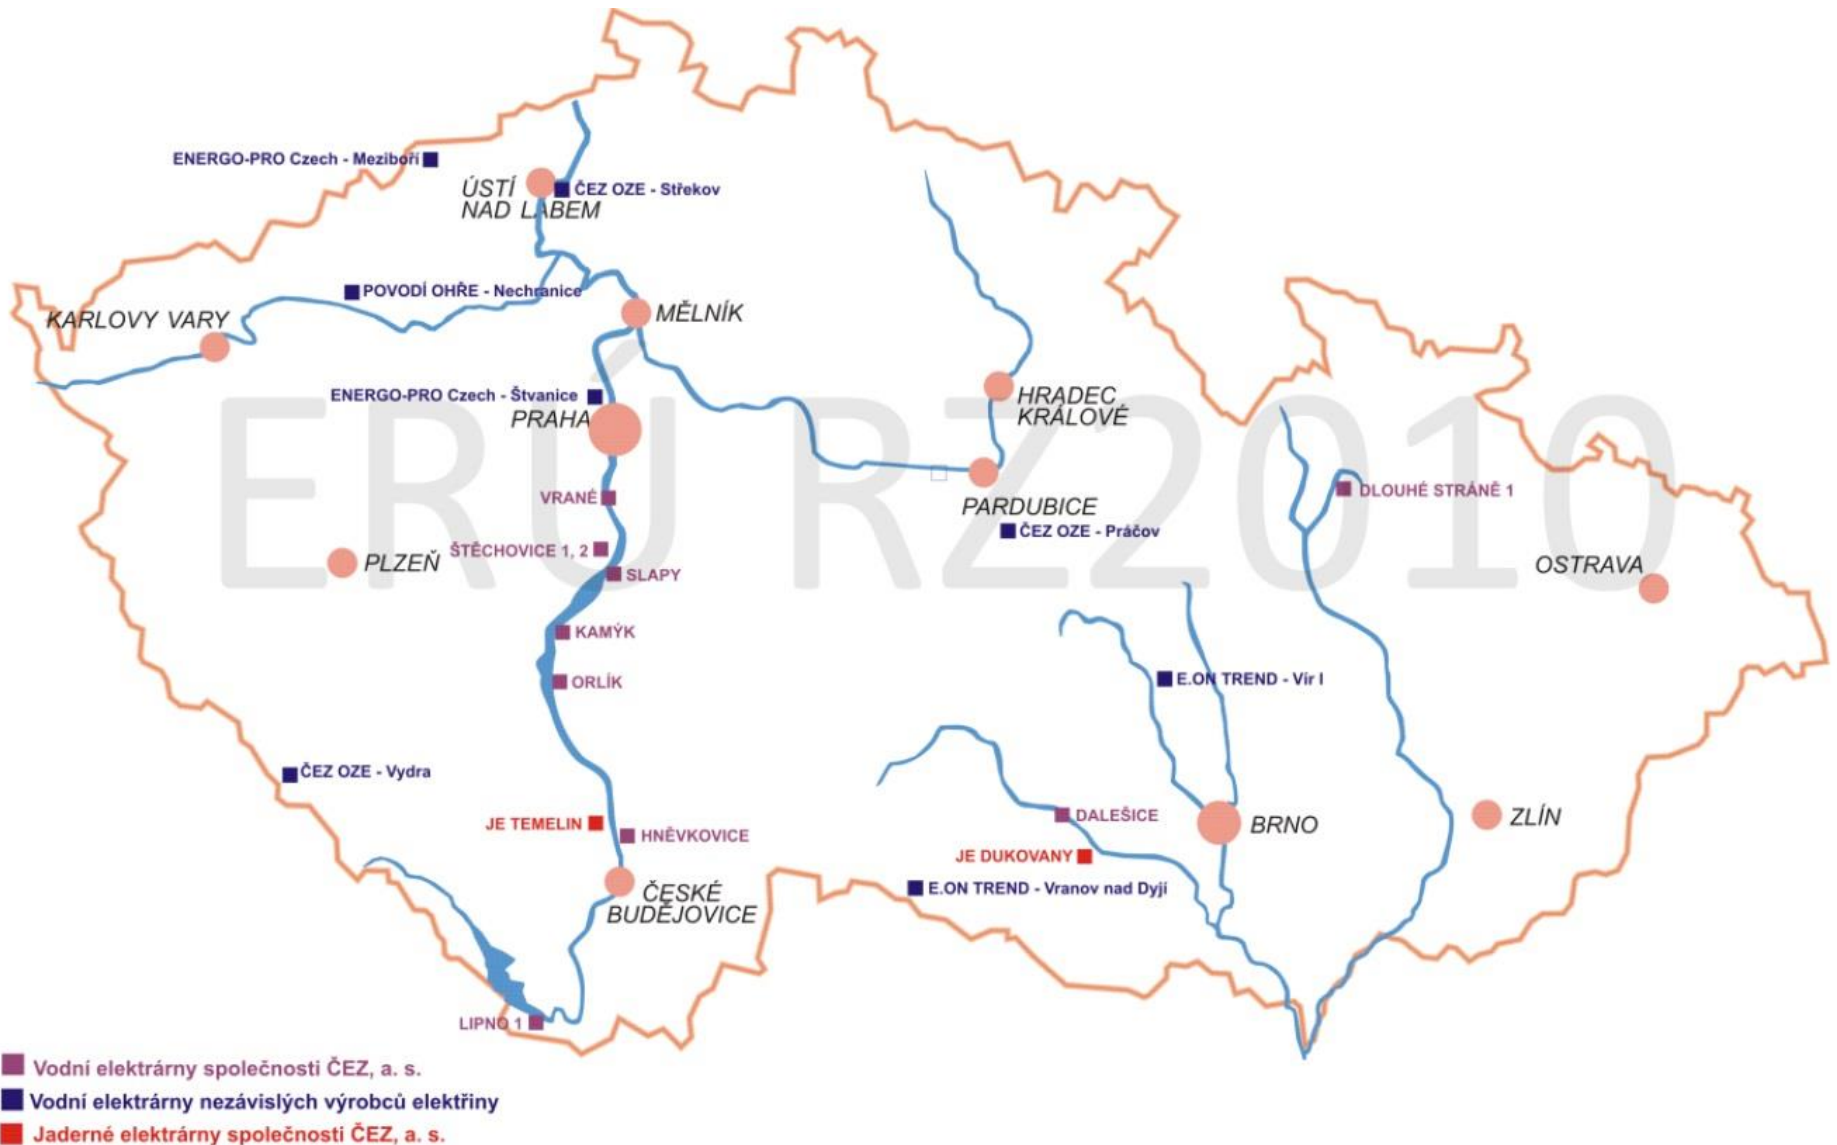 ENERGO-PRO Czech - Meziboří
ÚSTÍ
NAD LABEM
ČEZ OZE - Střekov
POVODÍ OHŘE - Nechranice
KARLOVY VARY
MĚLNÍK
ENERGO-PRO Czech - Štvanice
PRAHA
HRADEC
KRÁLOVÉ
ERÚ RZ2010
VRANÉ
PARDUBICE
DLOUHÉ STRÁNĚ 1
ČEZ OZE - Práčov
ŠTĚCHOVICE 1, 2
PLZEŇ
SLAPY
OSTRAVA
KAMÝK
ORLÍK
E.ON TREND - Vír I
ČEZ OZE - Vydra
JE TEMELIN
HNĚVKOVICE
DALEŠICE
BRNO
ZLÍN
JE DUKOVANY
E.ON TREND - Vranov nad Dyjí
ČESKÉ
BUDĚJOVICE
LIPNO 1
Vodní elektrárny společnosti ČEZ, a. s.
Vodní elektrárny nezávislých výrobců elektřiny
Jaderné elektrárny společnosti ČEZ, a. s.